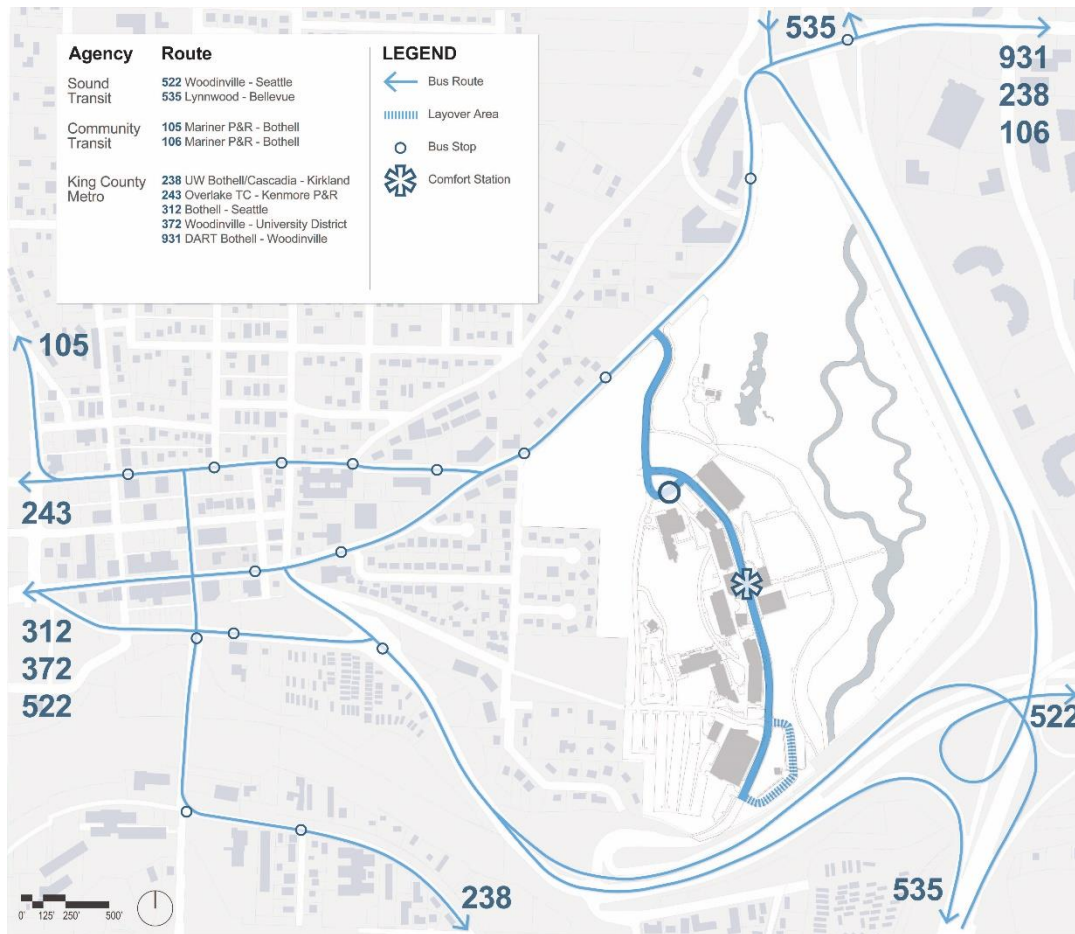 Agency Route
Sound
Transit
522 Woodinville - Seattle
535 Lynnwood - Bellevue
Community
Transit
105 Mariner P&R - Bothell
106 Mariner P&R - Bothell
King County
Metro
238 UW Bothell/Cascadia - Kirkland
243 Overlake TC - Kenmore P&R
312 Bothell - Seattle
372 Woodinville - University District
931 DART Bothell - Woodinville
LEGEND
Bus Route
Layover Area
Bus Stop
Comfort Station
535
931
238
106
105
243
312
372
522
522
535
238
0' 125' 250' 500'